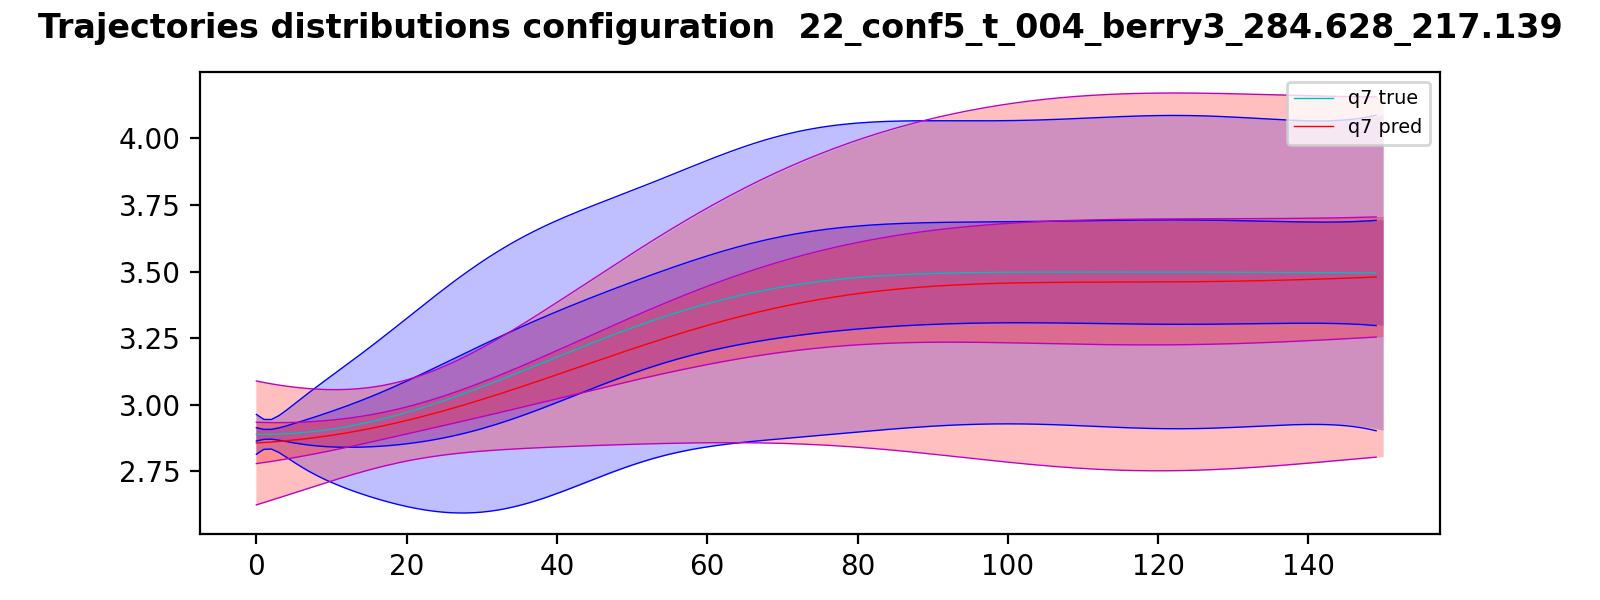 Trajectories distributions configuration  22_conf5_t_004_berry3_284.628_217.139
q7 true
q7 pred
4.00
3.75
3.50
3.25
3.00
2.75
0 20 40 60 80 100 120 140